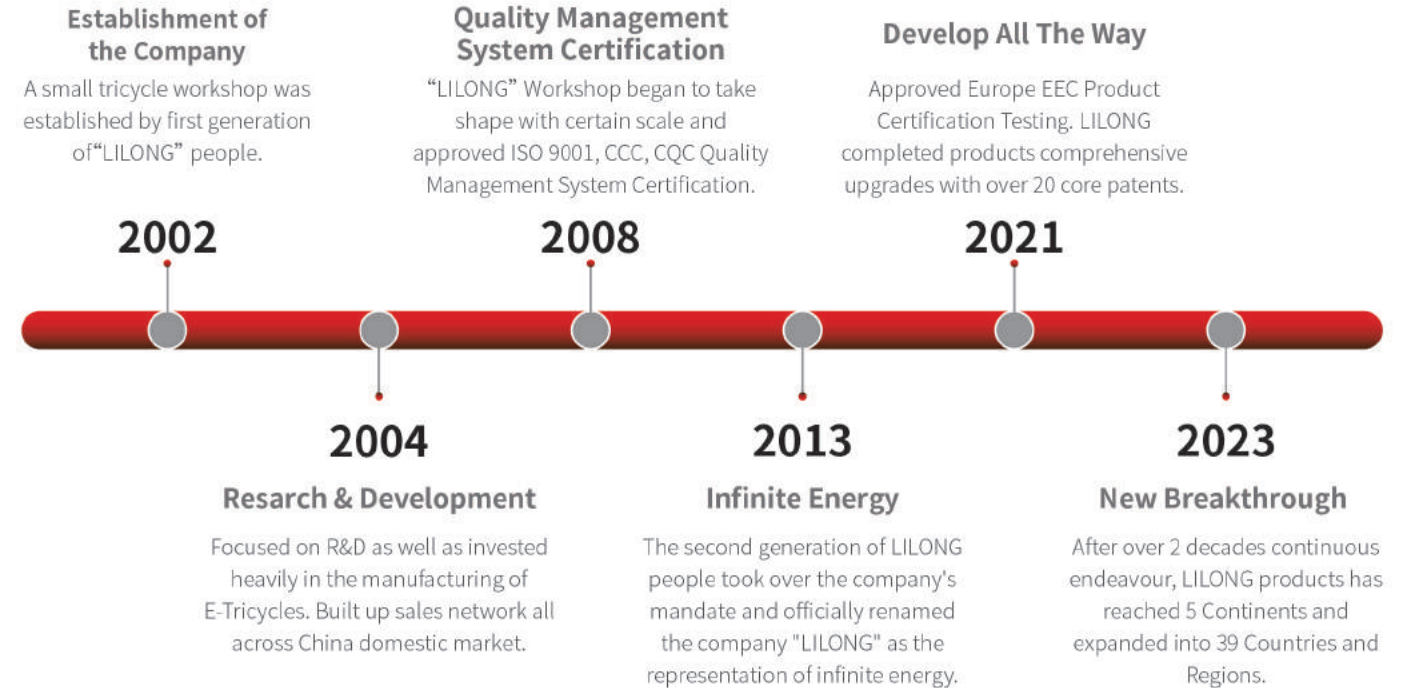 Establishment of
the Company
A small tricycle workshop was
established by first generation
of“LILONG” people.
2002
Quality Management
System Certification
“LILONG” Workshop began to take
shape with certain scale and
approved ISO 9001, CCC, CQC Quality
Management System Certification.
2008
Develop All The Way
Approved Europe EEC Product
Certification Testing. LILONG
completed products comprehensive
upgrades with over 20 core patents.
2021
2004
Resarch & Development
Focused on R&D as well as invested
heavily in the manufacturing of
E-Tricycles. Built up sales network all
across China domestic market.
2013
Infinite Energy
The second generation of LILONG
people took over the company's
mandate and officially renamed
the company "LILONG" as the
representation of infinite energy.
2023
New Breakthrough
After over 2 decades continuous
endeavour, LILONG products has
reached 5 Continents and
expanded into 39 Countries and
Regions.